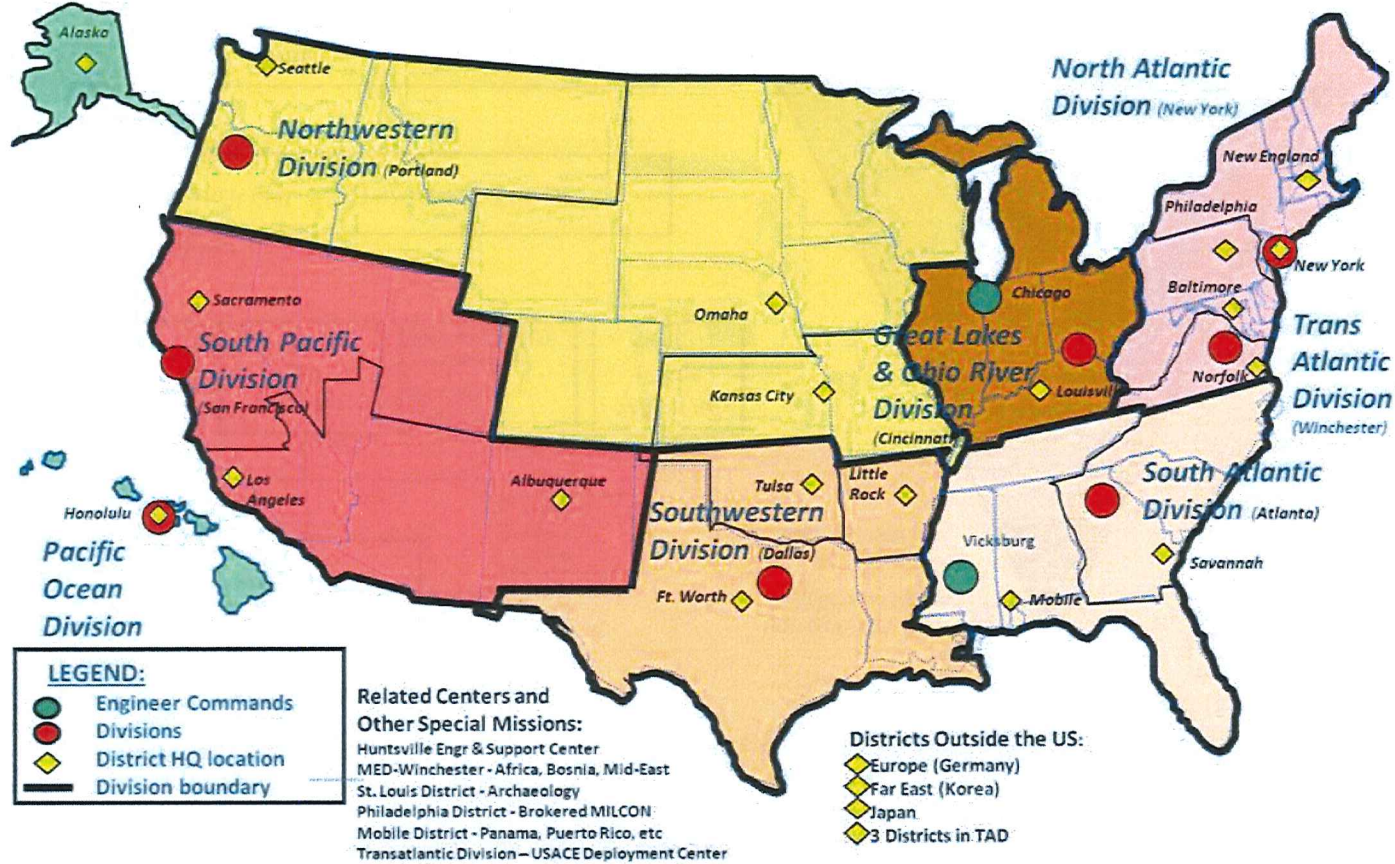 Alaska
Seattle
Northwestern
Division (Portland)
North Atlantic
Division (New York)
New England
Philadelphia
New York
Baltimore
Norfolk
Trans
Atlantic
Division
(Winchester)
Sacramento
South Pacific
Division
(San Francisco)
Los
Angeles
Albuquerque
Omaha
Kansas City
Chicago
Great Lakes
& Ohio River
Division
(Cincinnati)
Louisvill
Tulsa
Little
Rock
Southwestern
Division (Dallas)
Ft. Worth
Vicksburg
Mobile
South Atlantic
Division (Atlanta)
Savannah
Honolulu
Pacific
Ocean
Division
LEGEND:
Engineer Commands
Divisions
District HQ location
Division boundary
Related Centers and
Other Special Missions:
Huntsville Engr & Support Center
MED-Winchester - Africa, Bosnia, Mid-East
St. Louis District - Archaeology
Philadelphia District - Brokered MILCON
Mobile District - Panama, Puerto Rico, etc
Transatlantic Division – USACE Deployment Center
Districts Outside the US:
Europe (Germany)
Far East (Korea)
Japan
3 Districts in TAD